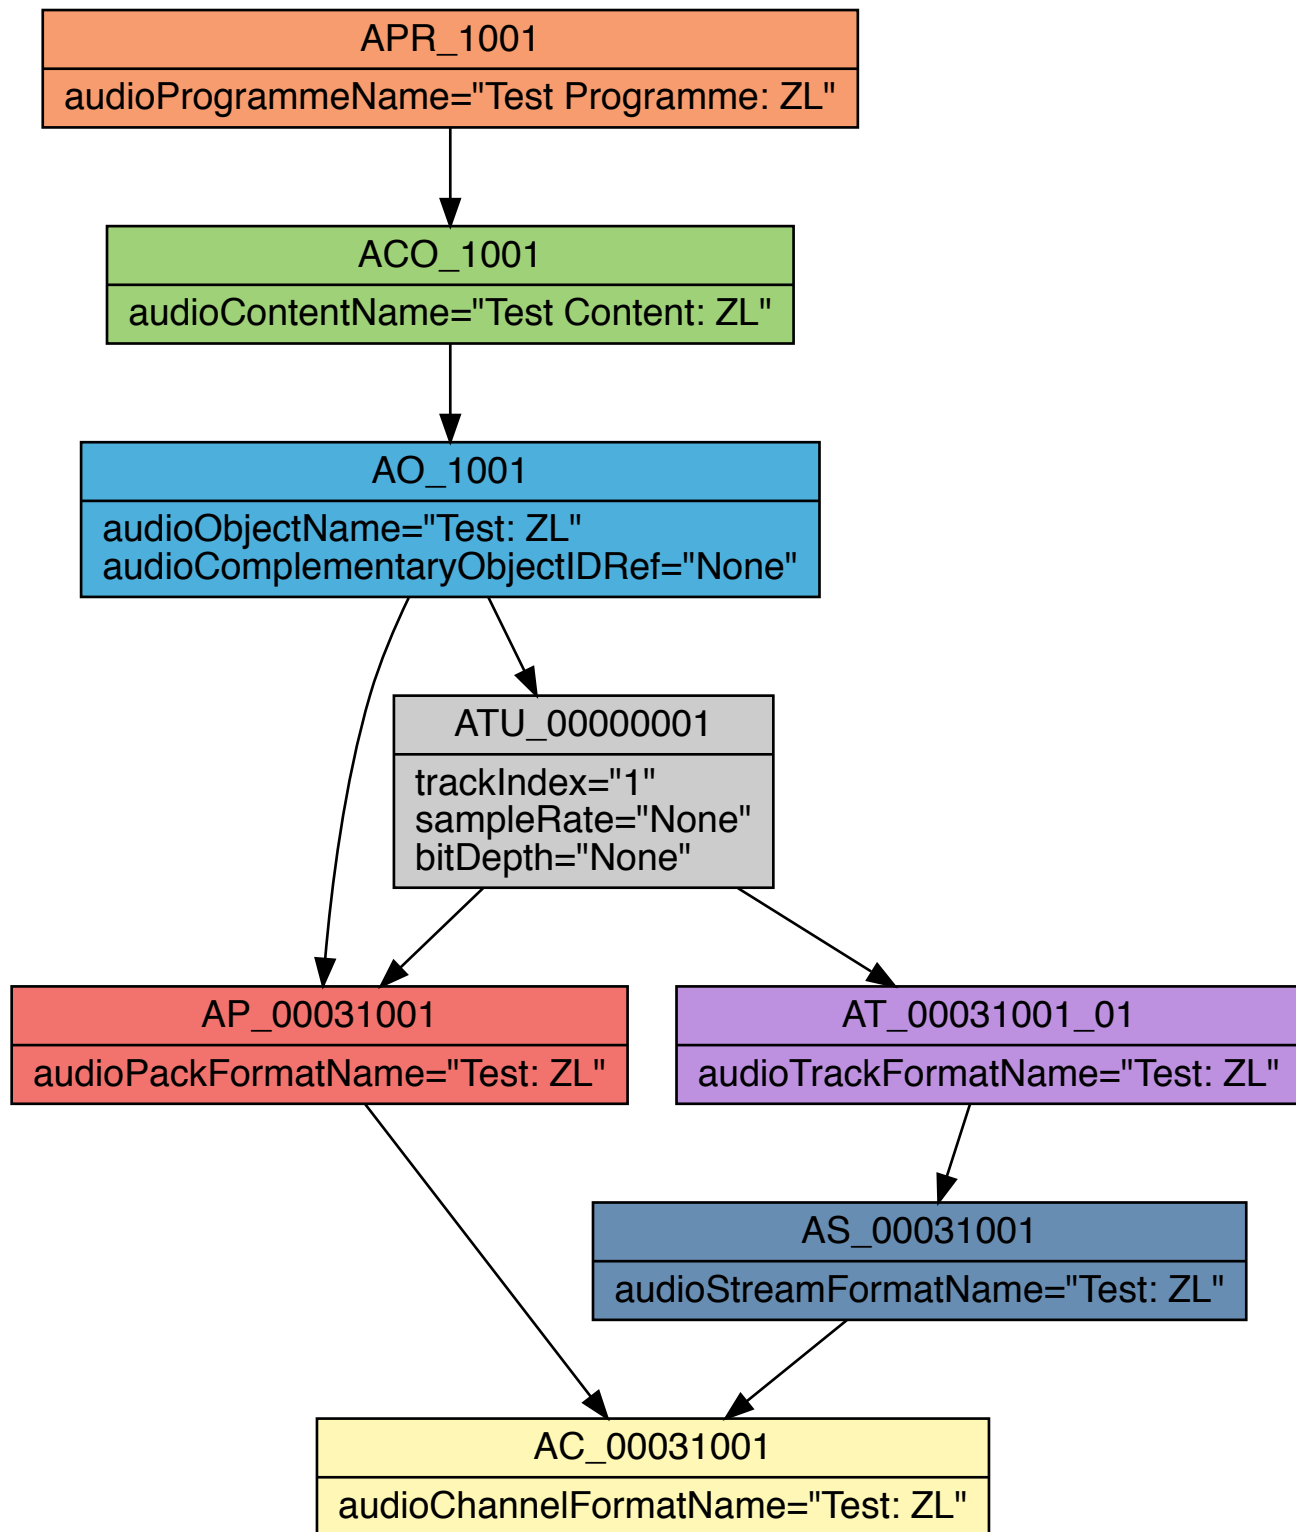 APR_1001
audioProgrammeName="Test Programme: ZL"
ACO_1001
audioContentName="Test Content: ZL"
AO_1001
audioObjectName="Test: ZL"
audioComplementaryObjectIDRef="None"
ATU_00000001
trackIndex="1"
sampleRate="None"
bitDepth="None"
AP_00031001
audioPackFormatName="Test: ZL"
AT_00031001_01
audioTrackFormatName="Test: ZL"
AS_00031001
audioStreamFormatName="Test: ZL"
AC_00031001
audioChannelFormatName="Test: ZL"